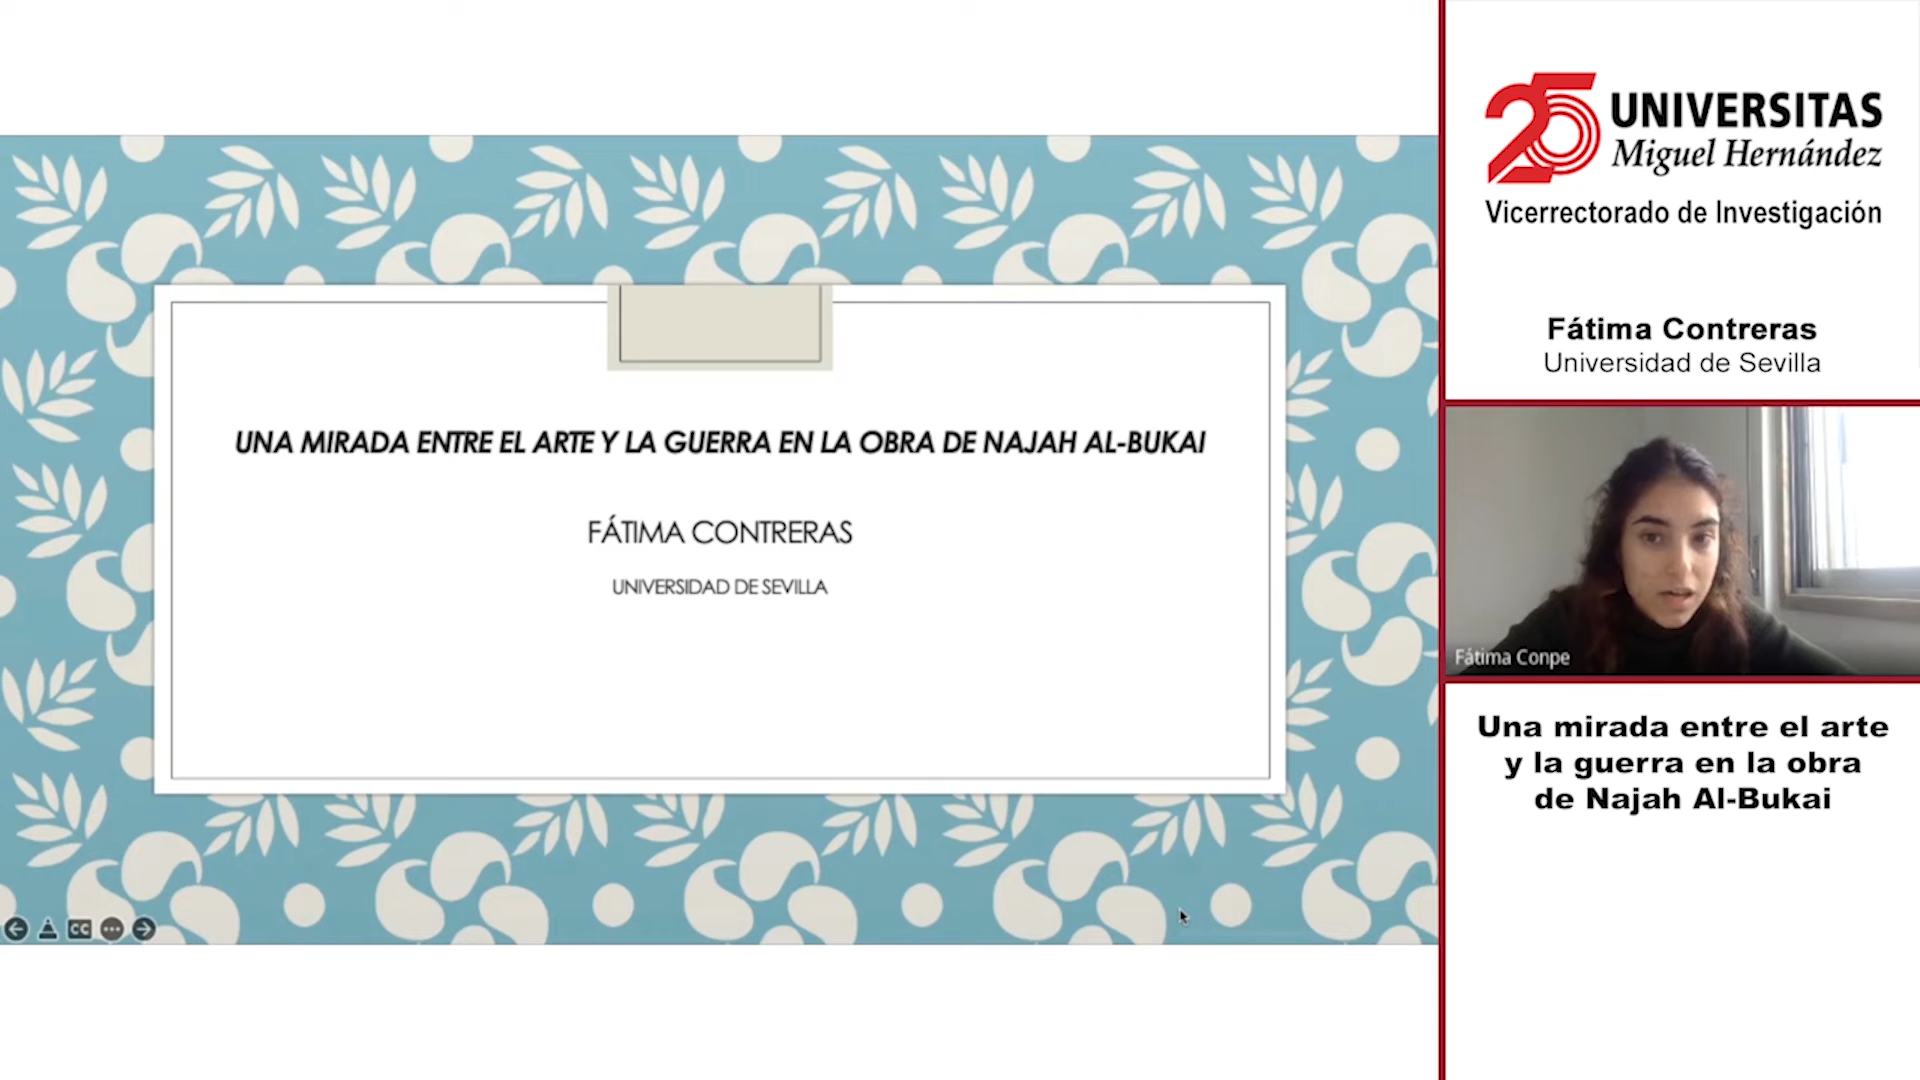 UNA MIRADA ENTRE EL ARTE Y LA GUERRA EN LA OBRA DE NAJAH AL-BUKAI
FÁTIMA CONTRERAS
UNIVERSIDAD DE SEVILLA
CC
25
UNIVERSITAS
Miguel Hernández
Vicerrectorado de Investigación
Fátima Contreras
Universidad de Sevilla
Fátima Conpe
Una mirada entre el arte
y la guerra en la obra
de Najah Al-Bukai